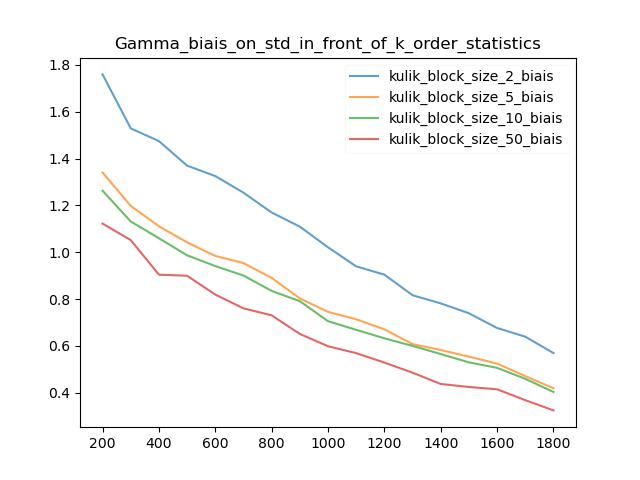 Gamma_biais_on_std_in_front_of_k_order_statistics
kulik_block_size_2_biais
kulik_block_size_5_biais
kulik_block_size_10_biais
kulik_block_size_50_biais
1.8
1.6
1.4
1.2
1.0
0.8
0.6
0.4
200 400 600 800 1000 1200 1400 1600 1800